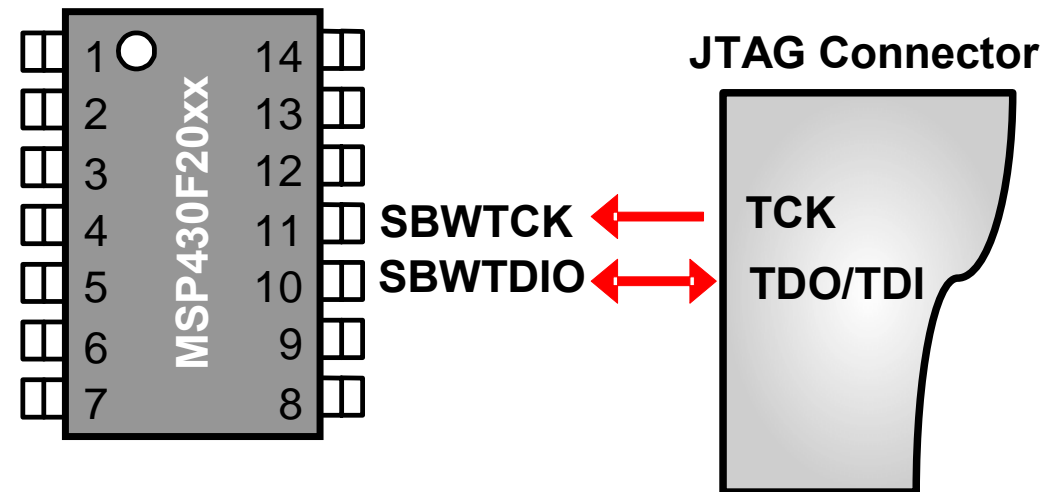 JTAG Connector
1 14
2 13
3 12
4 11
5 10
6 9
7 8
MSP430F20xx
SBWTCK
TCK
SBWTDIO
TDO/TDI